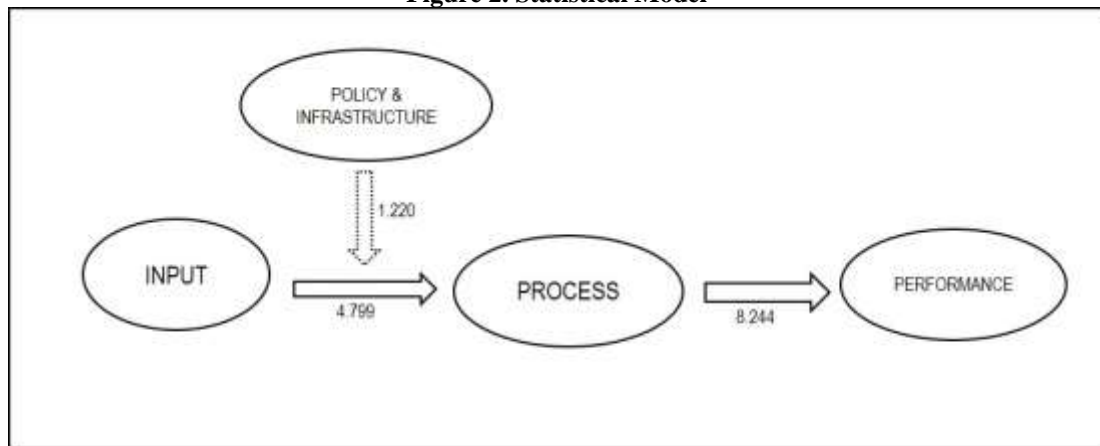 Figure 2. Statistical Model
POLICY &
INFRASTRUCTURE
1.220
INPUT
4.799
PROCESS
8.244
PERFORMANCE